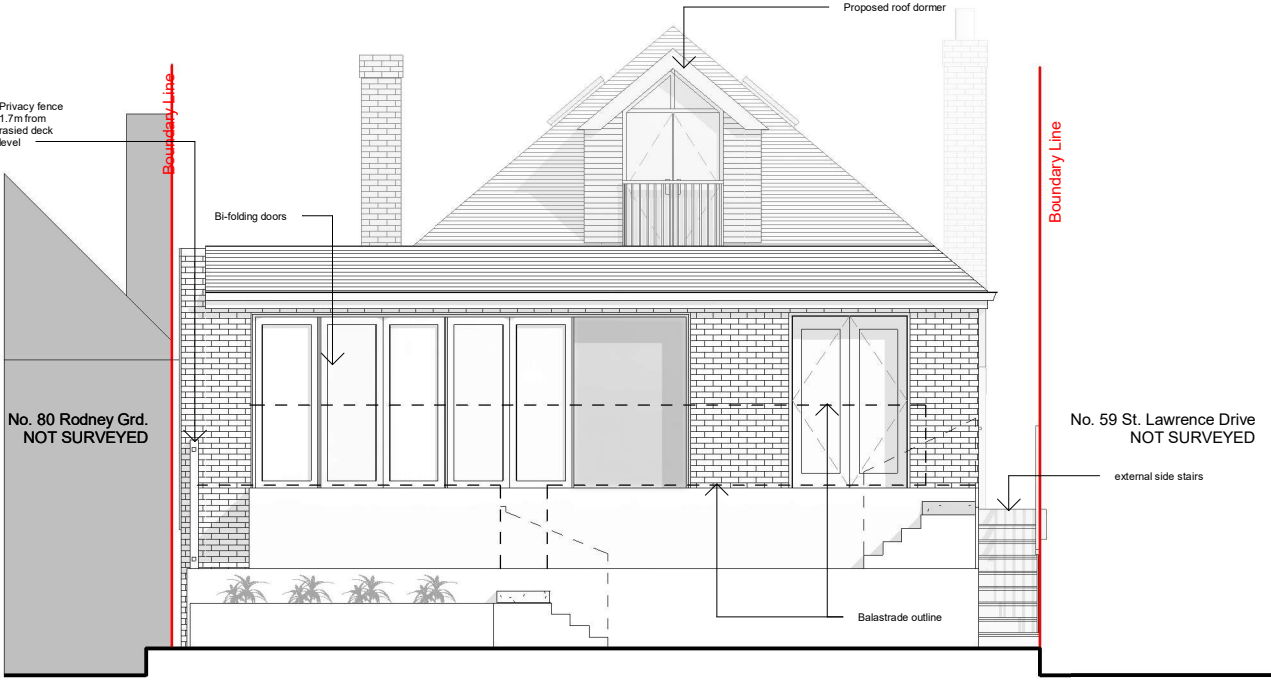 Proposed roof dormer
Boundary Line
Privacy fence
1.7m from
rasied deck
level
Boundary Line
Bi-folding doors
No. 80 Rodney Grd.
NOT SURVEYED
No. 59 St. Lawrence Drive
NOT SURVEYED
external side stairs
Balastrade outline